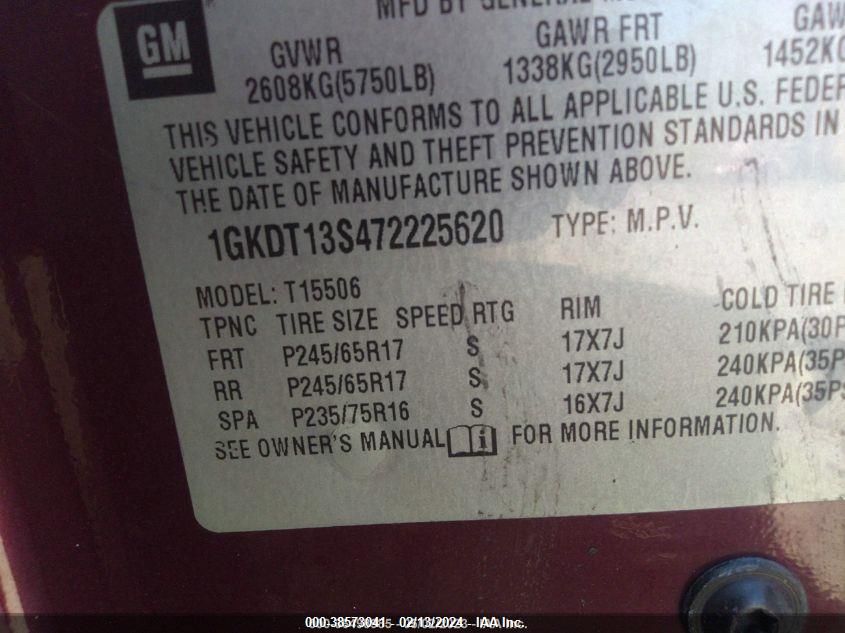 MFD BY GENERAL
GM
GVWR GAWR FRT GAW
2608KG(5750LB) 1338KG(2950LB) 1452KG
THIS VEHICLE CONFORMS TO ALL APPLICABLE U.S. FEDER
VEHICLE SAFETY AND THEFT PREVENTION STANDARDS IN
THE DATE OF MANUFACTURE SHOWN ABOVE.
1GKDT13S472225620 TYPE: M.P.V.
MODEL: T15506
TPNC TIRE SIZE SPEED RTG RIM COLD TIRE
FRT P245/65R17 S 17X7J 210KPA(30P
RR P245/65R17 S 17X7J 240KPA(35P
SPA P235/75R16 S 16X7J 240KPA(35PS
SEE OWNER'S MANUAL i FOR MORE INFORMATION.
000-38573041 - 02/13/2024 - IAA Inc.